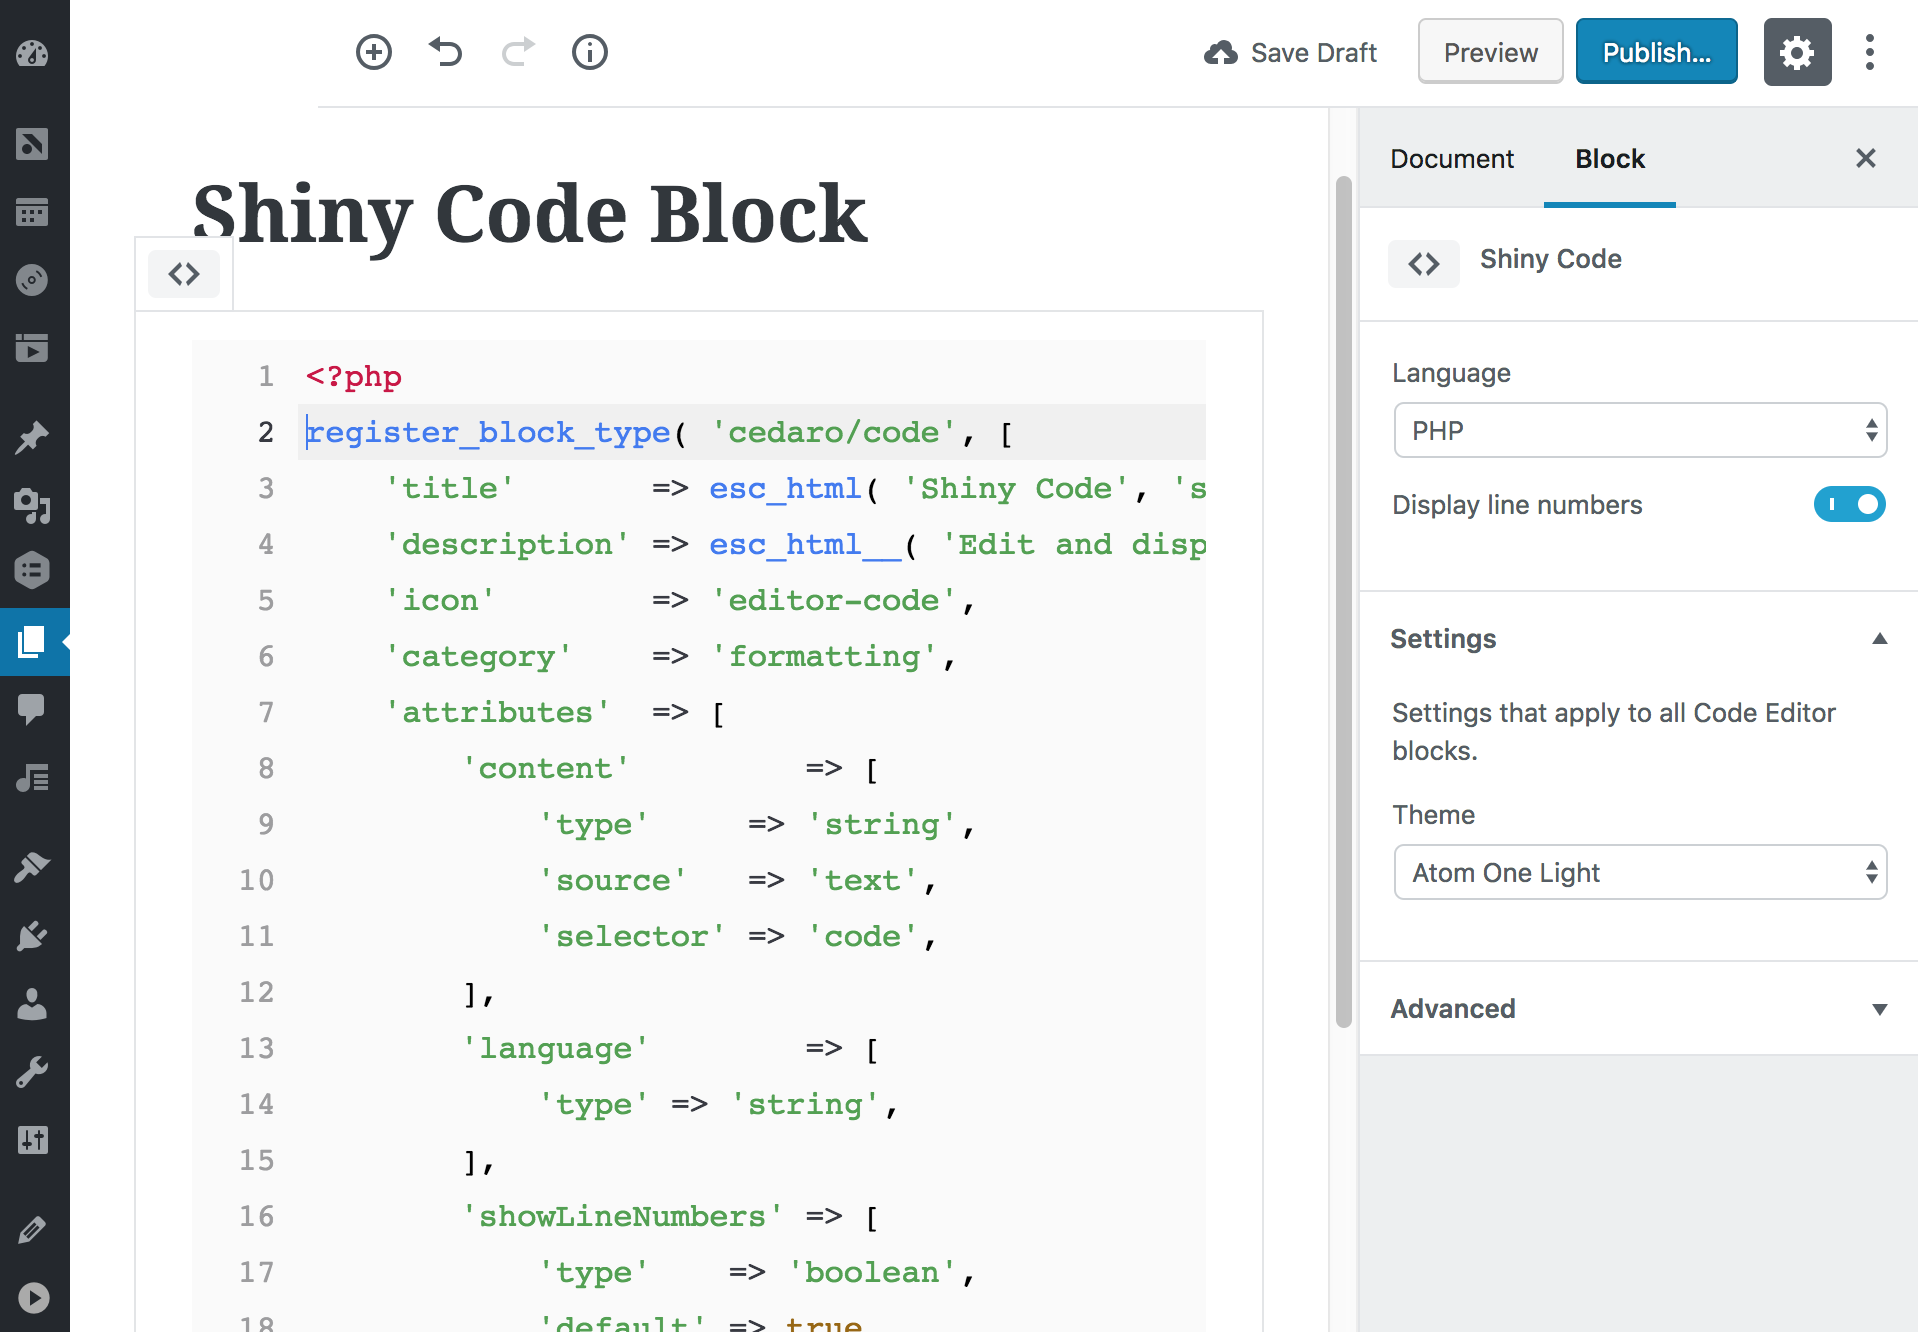 Save Draft
Preview
Publish...
Shiny Code Block
1 <?php
2 register_block_type( 'cedaro/code', [
3 'title' => esc_html( 'Shiny Code', 's
4 'description' => esc_html__( 'Edit and disp
5 'icon' => 'editor-code',
6 'category' => 'formatting',
7 'attributes' => [
8 'content' => [
9 'type' => 'string',
10 'source' => 'text',
11 'selector' => 'code',
12 ],
13 'language' => [
14 'type' => 'string',
15 ],
16 'showLineNumbers' => [
17 'type' => 'boolean',
18 'default' => true
Document
Block
Shiny Code
Language
PHP
Display line numbers
Settings
Settings that apply to all Code Editor
blocks.
Theme
Atom One Light
Advanced